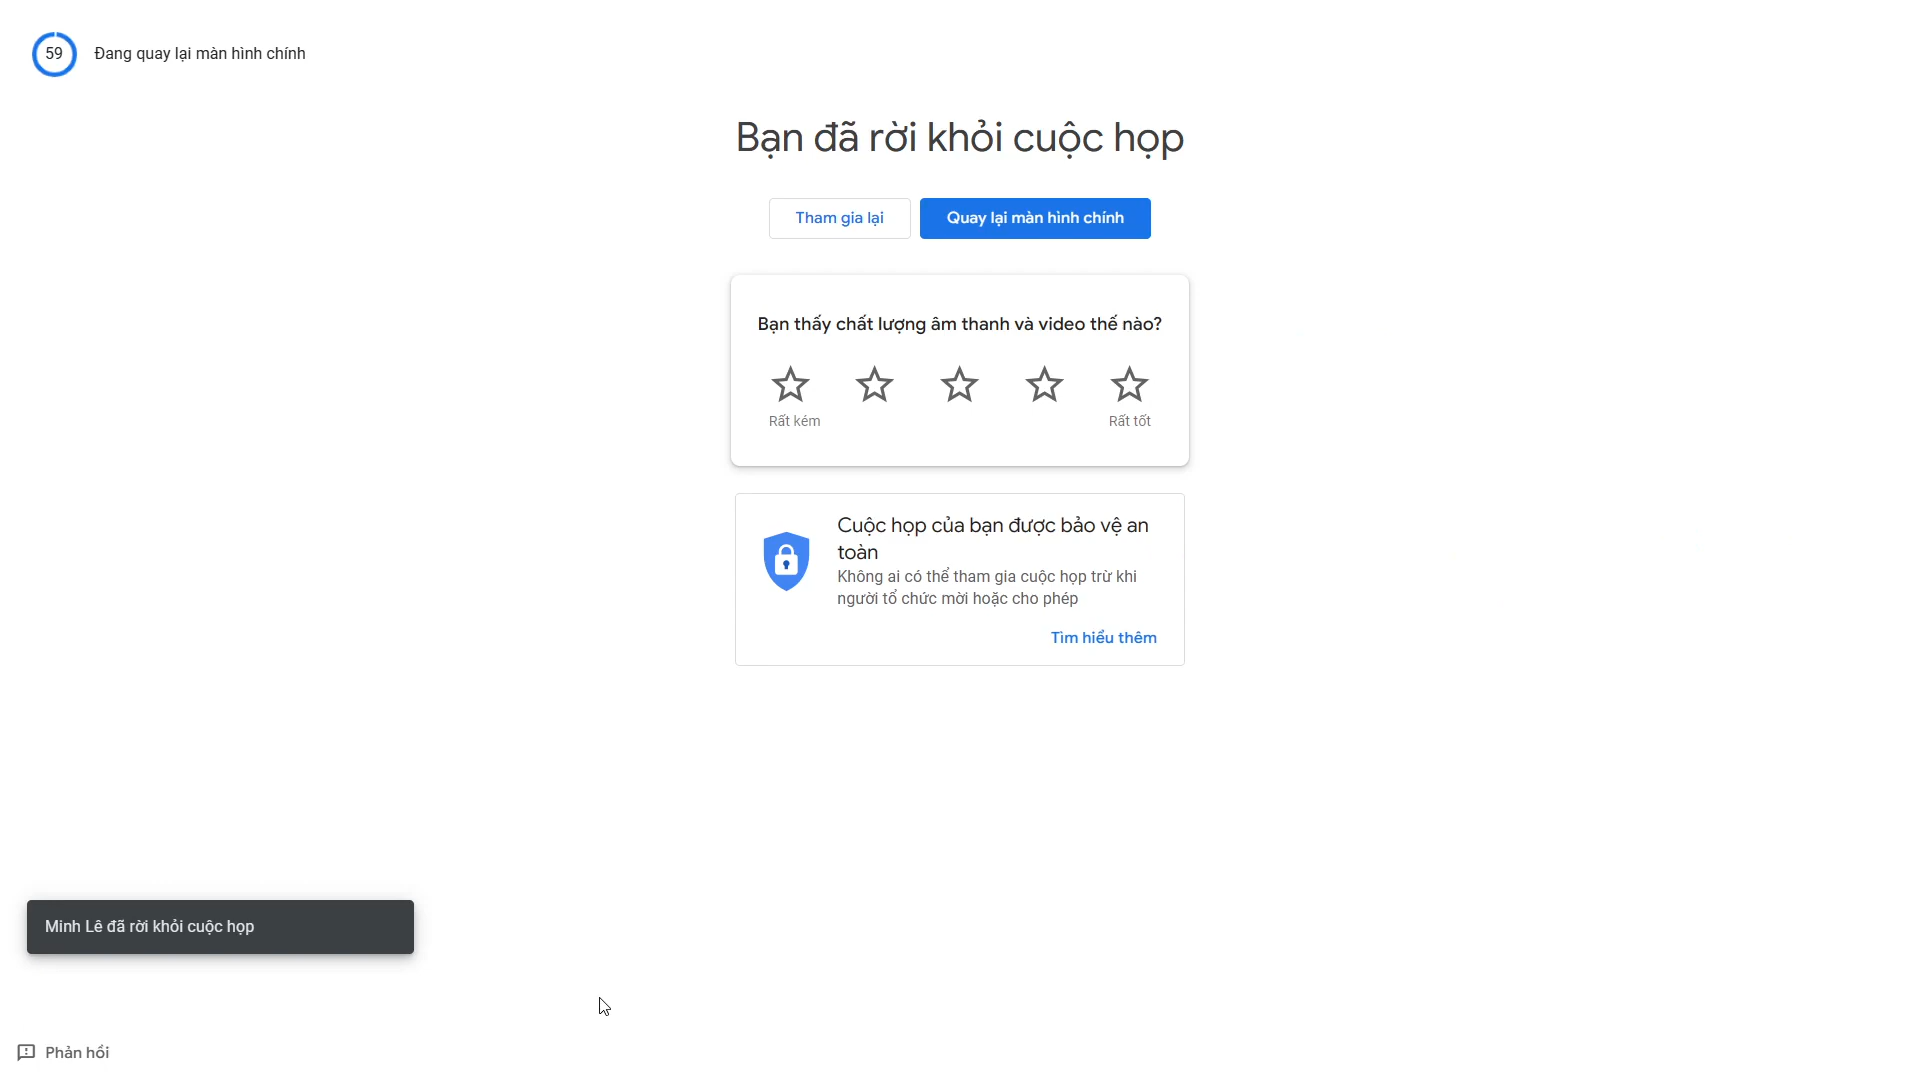 59
Đang quay lại màn hình chính
Bạn đã rời khỏi cuộc họp
Tham gia lại
Quay lại màn hình chính
Bạn thấy chất lượng âm thanh và video thế nào?
Rất kém
Rất tốt
Cuộc họp của bạn được bảo vệ an
toàn
Không ai có thể tham gia cuộc họp trừ khi
người tổ chức mời hoặc cho phép
Tìm hiểu thêm
Minh Lê đã rời khỏi cuộc họp
Phản hồi